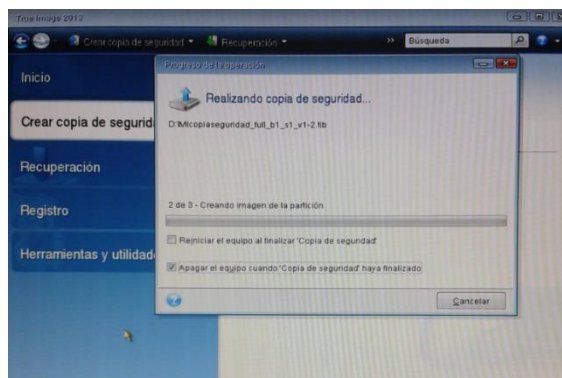 True Image 2012
Crear copia de seguridad
Recuperación
Búsqueda
Inicio
Crear copia de segurid
Recuperación
Registro
Herramientas y utilidad
Progreso de la operación
Realizando copia de seguridad...
D:\Micopiaseguridad_full_b1_s1_v1-2.tib
2 de 3 - Creando imagen de la partición
Reiniciar el equipo al finalizar 'Copia de seguridad'
Apagar el equipo cuando 'Copia de seguridad' haya finalizado
Cancelar